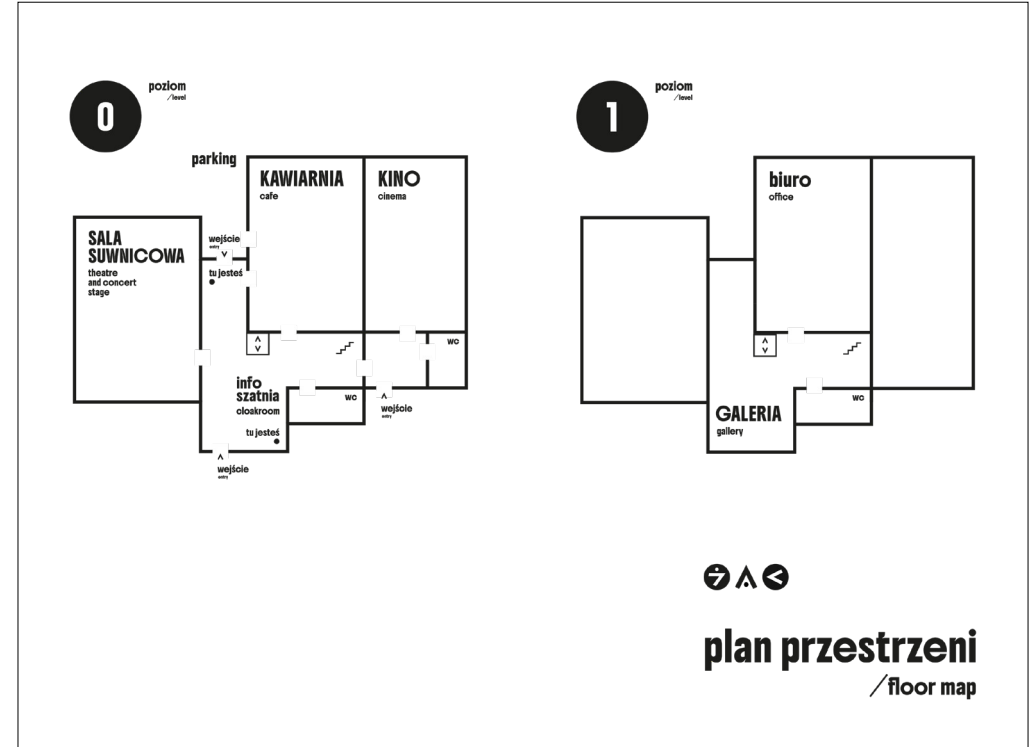 0
poziom
/level
parking
KAWIARNIA
cafe
KINO
cinema
SALA
SUWNICOWA
theatre
and concert
stage
wejście
entry
tu jesteś
wc
info
szatnia
cloakroom
wc
wejście
entry
tu jesteś
wejście
entry
1
poziom
/level
biuro
office
wc
GALERIA
gallery
plan przestrzeni
/floor map